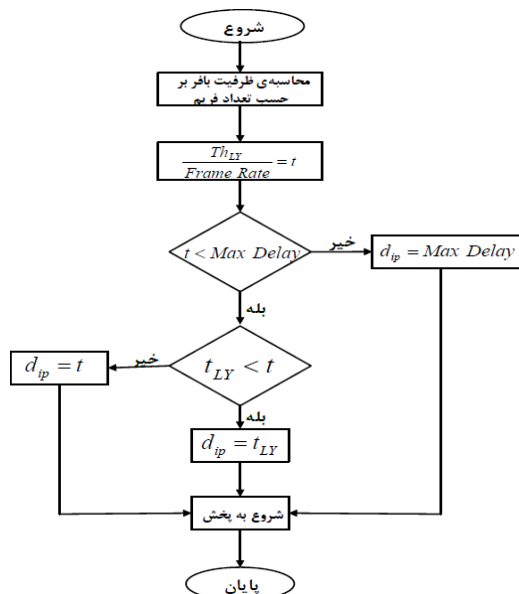 شروع
محاسبه‌ی ظرفیت بافر بر
حسب تعداد فریم
Th_LY / Frame Rate = t
t < Max Delay
خیر
d_ip = Max Delay
بله
t_LY < t
خیر
d_ip = t
بله
d_ip = t_LY
شروع به پخش
پایان